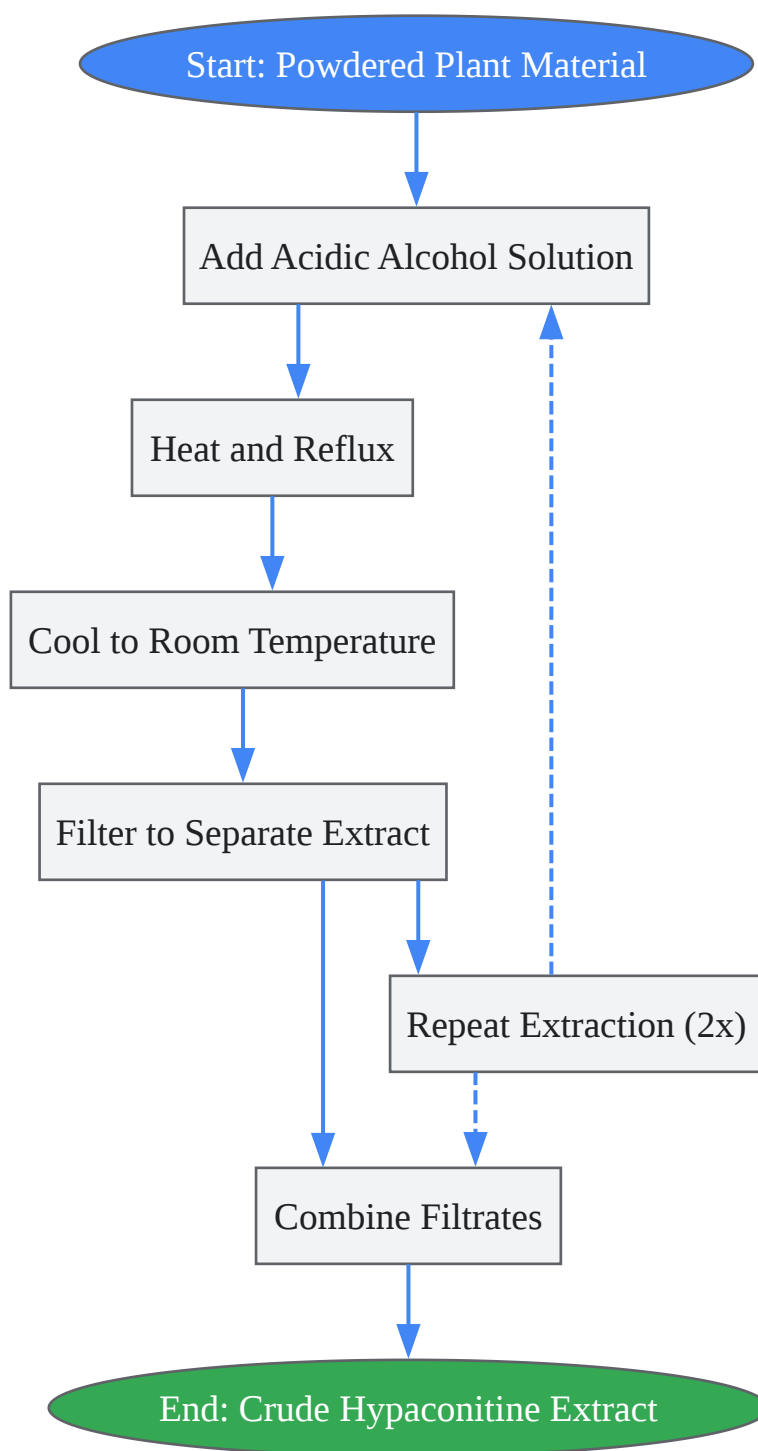 Start: Powdered Plant Material
Add Acidic Alcohol Solution
Heat and Reflux
Cool to Room Temperature
Filter to Separate Extract
Repeat Extraction (2x)
Combine Filtrates
End: Crude Hypaconitine Extract